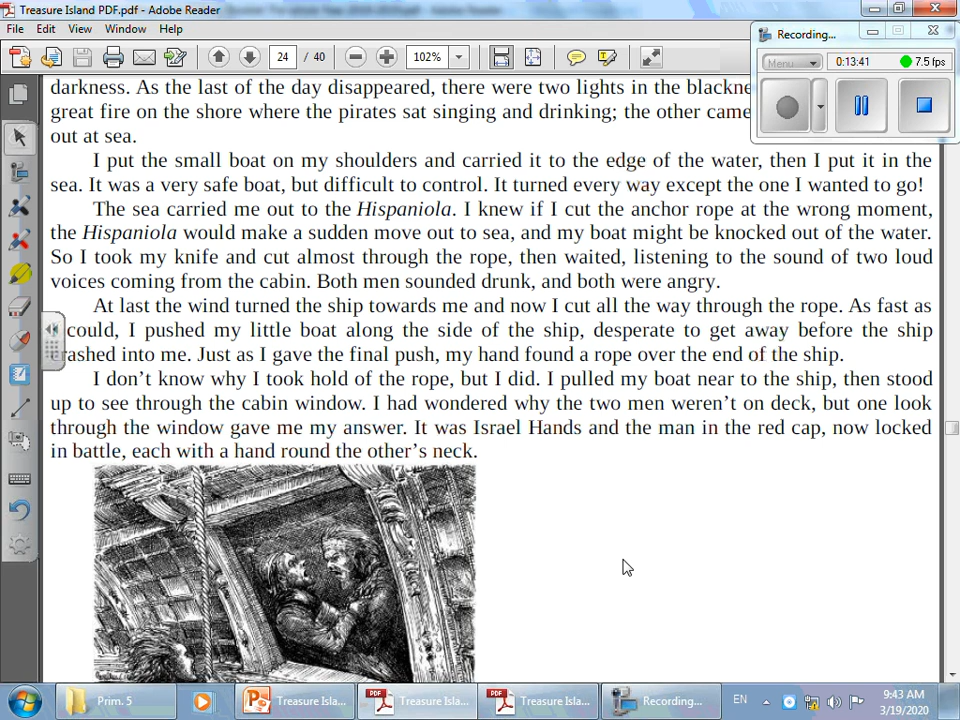 Treasure Island PDF.pdf - Adobe Reader
File Edit View Window Help
24 / 40 102%
Recording...
Menu 0:13:41 7.5 fps
darkness. As the last of the day disappeared, there were two lights in the
great fire on the shore where the pirates sat singing and drinking; the other came
out at sea.
I put the small boat on my shoulders and carried it to the edge of the water, then I put it in the
sea. It was a very safe boat, but difficult to control. It turned every way except the one I wanted to go!
The sea carried me out to the Hispaniola. I knew if I cut the anchor rope at the wrong moment,
the Hispaniola would make a sudden move out to sea, and my boat might be knocked out of the water.
So I took my knife and cut almost through the rope, then waited, listening to the sound of two loud
voices coming from the cabin. Both men sounded drunk, and both were angry.
At last the wind turned the ship towards me and now I cut all the way through the rope. As fast as
could, I pushed my little boat along the side of the ship, desperate to get away before the ship
rashed into me. Just as I gave the final push, my hand found a rope over the end of the ship.
I don't know why I took hold of the rope, but I did. I pulled my boat near to the ship, then stood
up to see through the cabin window. I had wondered why the two men weren't on deck, but one look
through the window gave me my answer. It was Israel Hands and the man in the red cap, now locked
in battle, each with a hand round the other's neck.
Prim. 5 Treasure Isla... Treasure Isla... Treasure Isla... Recording... EN 9:43 AM
3/19/2020